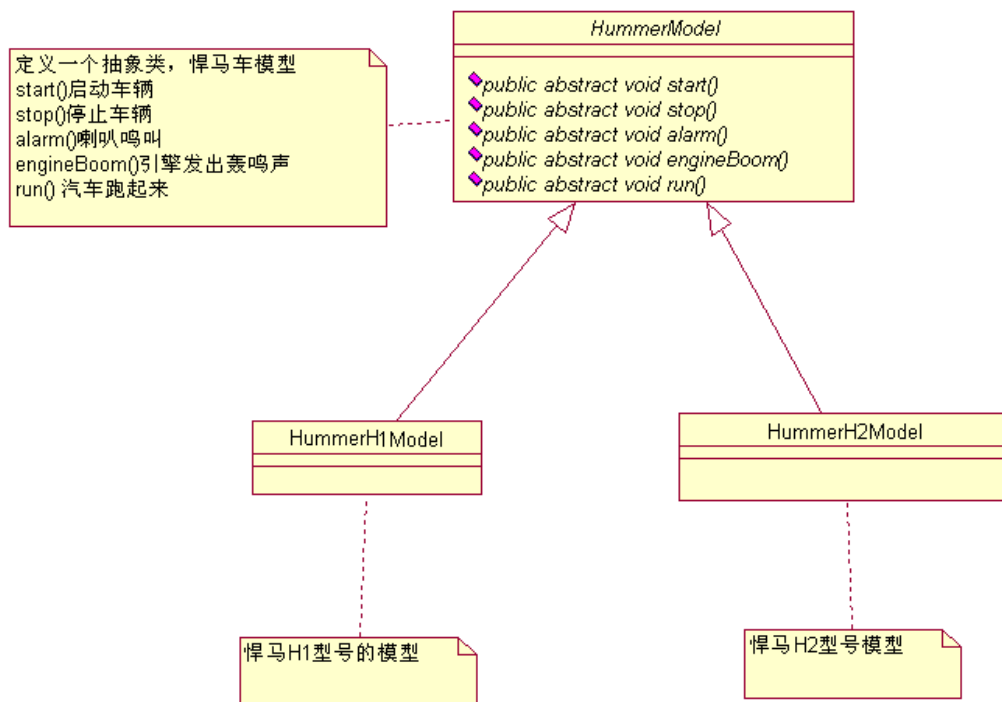 HummerModel
定义一个抽象类，悍马车模型
start()启动车辆
stop()停止车辆
alarm()喇叭鸣叫
engineBoom()引擎发出轰鸣声
run() 汽车跑起来
public abstract void start()
public abstract void stop()
public abstract void alarm()
public abstract void engineBoom()
public abstract void run()
HummerH1Model
HummerH2Model
悍马H1型号的模型
悍马H2型号模型